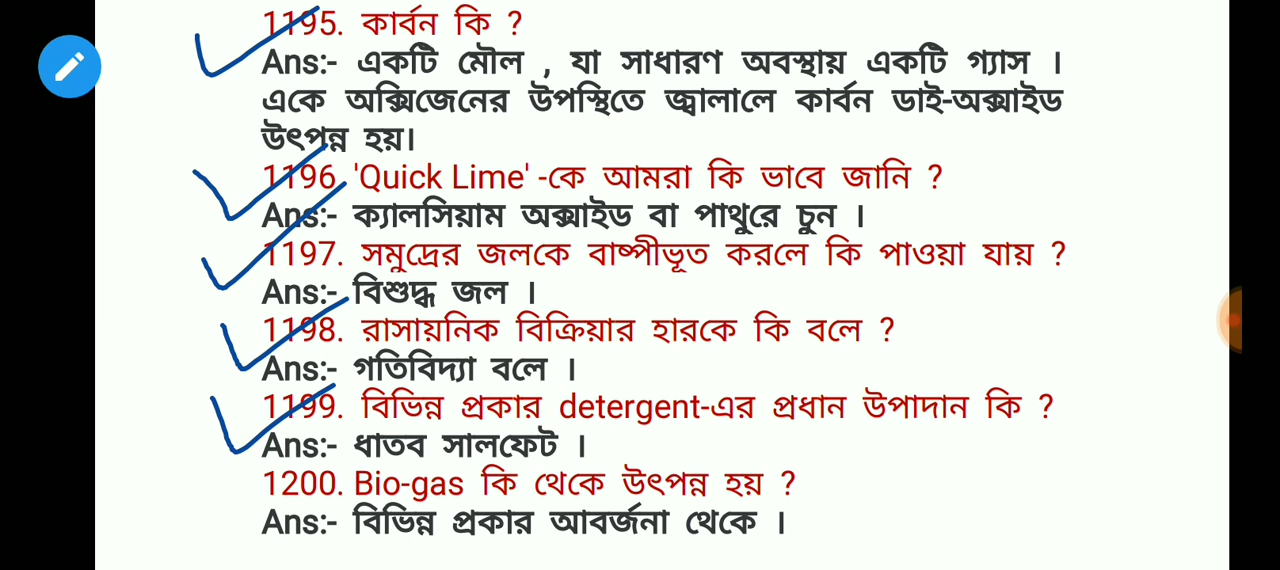 1195. কার্বন কি ?
Ans:- একটি মৌল , যা সাধারণ অবস্থায় একটি গ্যাস ।
একে অক্সিজেনের উপস্থিতে জ্বালালে কার্বন ডাই-অক্সাইড
উৎপন্ন হয়।
1196. 'Quick Lime' -কে আমরা কি ভাবে জানি ?
Ans:- ক্যালসিয়াম অক্সাইড বা পাথুরে চুন ।
1197. সমুদ্রের জলকে বাষ্পীভূত করলে কি পাওয়া যায় ?
Ans:- বিশুদ্ধ জল ।
1198. রাসায়নিক বিক্রিয়ার হারকে কি বলে ?
Ans:- গতিবিদ্যা বলে ।
1199. বিভিন্ন প্রকার detergent-এর প্রধান উপাদান কি ?
Ans:- ধাতব সালফেট ।
1200. Bio-gas কি থেকে উৎপন্ন হয় ?
Ans:- বিভিন্ন প্রকার আবর্জনা থেকে ।